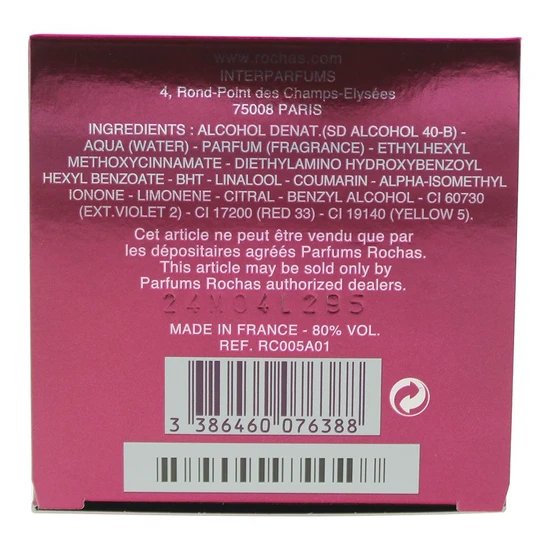 www.rochas.com
INTERPARFUMS
4, Rond-Point des Champs-Elysées
75008 PARIS
INGREDIENTS : ALCOHOL DENAT.(SD ALCOHOL 40-B) -
AQUA (WATER) - PARFUM (FRAGRANCE) - ETHYLHEXYL
METHOXYCINNAMATE - DIETHYLAMINO HYDROXYBENZOYL
HEXYL BENZOATE - BHT - LINALOOL - COUMARIN - ALPHA-ISOMETHYL
IONONE - LIMONENE - CITRAL - BENZYL ALCOHOL - CI 60730
(EXT.VIOLET 2) - CI 17200 (RED 33) - CI 19140 (YELLOW 5).
Cet article ne peut être vendu que par
les dépositaires agréés Parfums Rochas.
This article may be sold only by
Parfums Rochas authorized dealers.
24N04L295
MADE IN FRANCE - 80% VOL.
REF. RC005A01
3 386460 076388